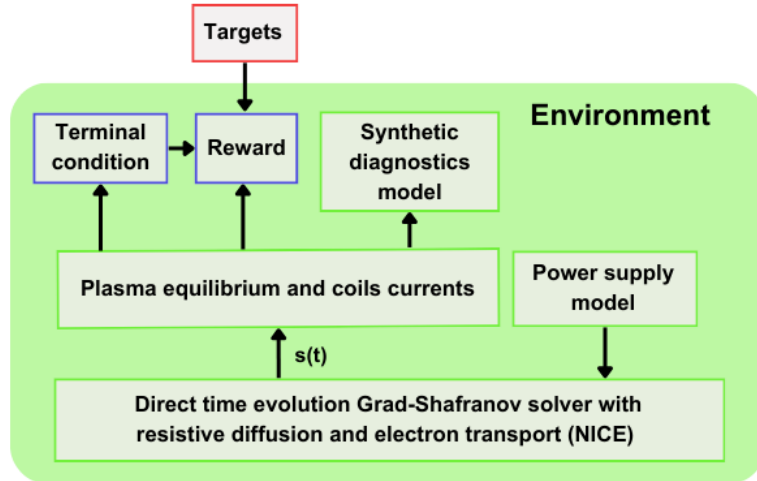 Targets
Environment
Terminal
condition
Reward
Synthetic
diagnostics
model
Plasma equilibrium and coils currents
Power supply
model
s(t)
Direct time evolution Grad-Shafranov solver with
resistive diffusion and electron transport (NICE)